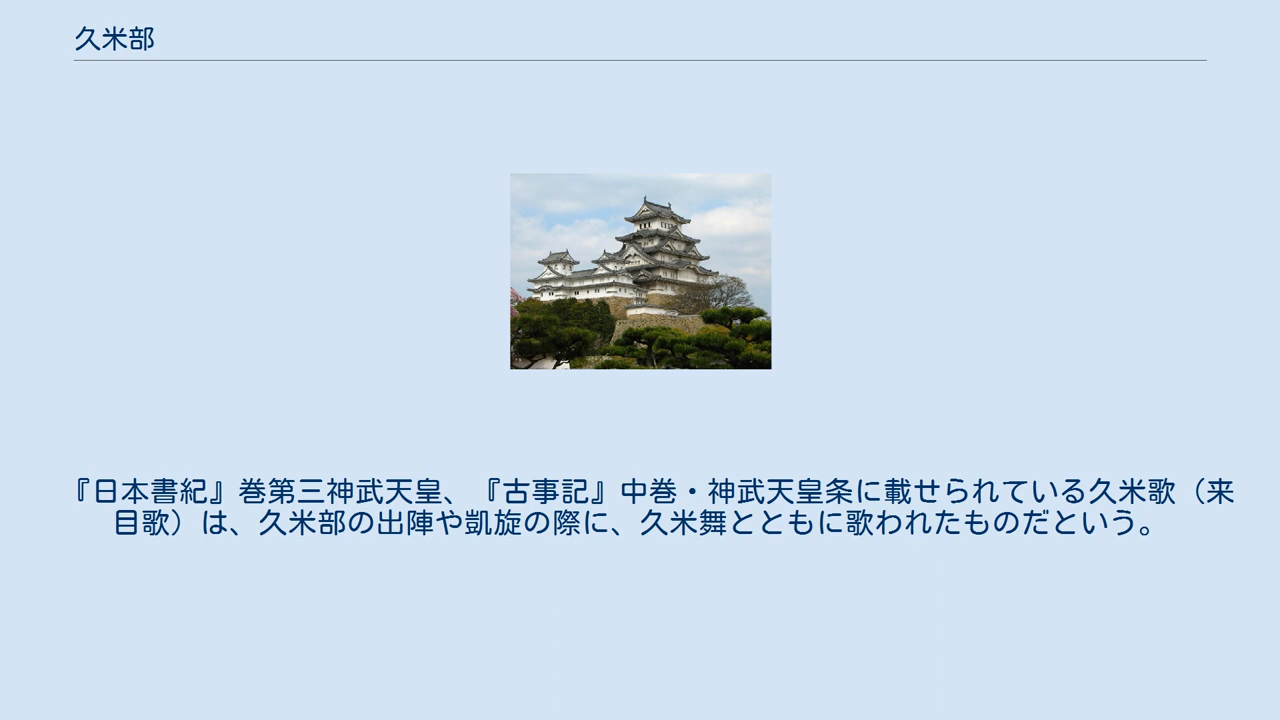 久米部
『日本書紀』巻第三神武天皇、『古事記』中巻・神武天皇条に載せられている久米歌（来
目歌）は、久米部の出陣や凱旋の際に、久米舞とともに歌われたものだという。